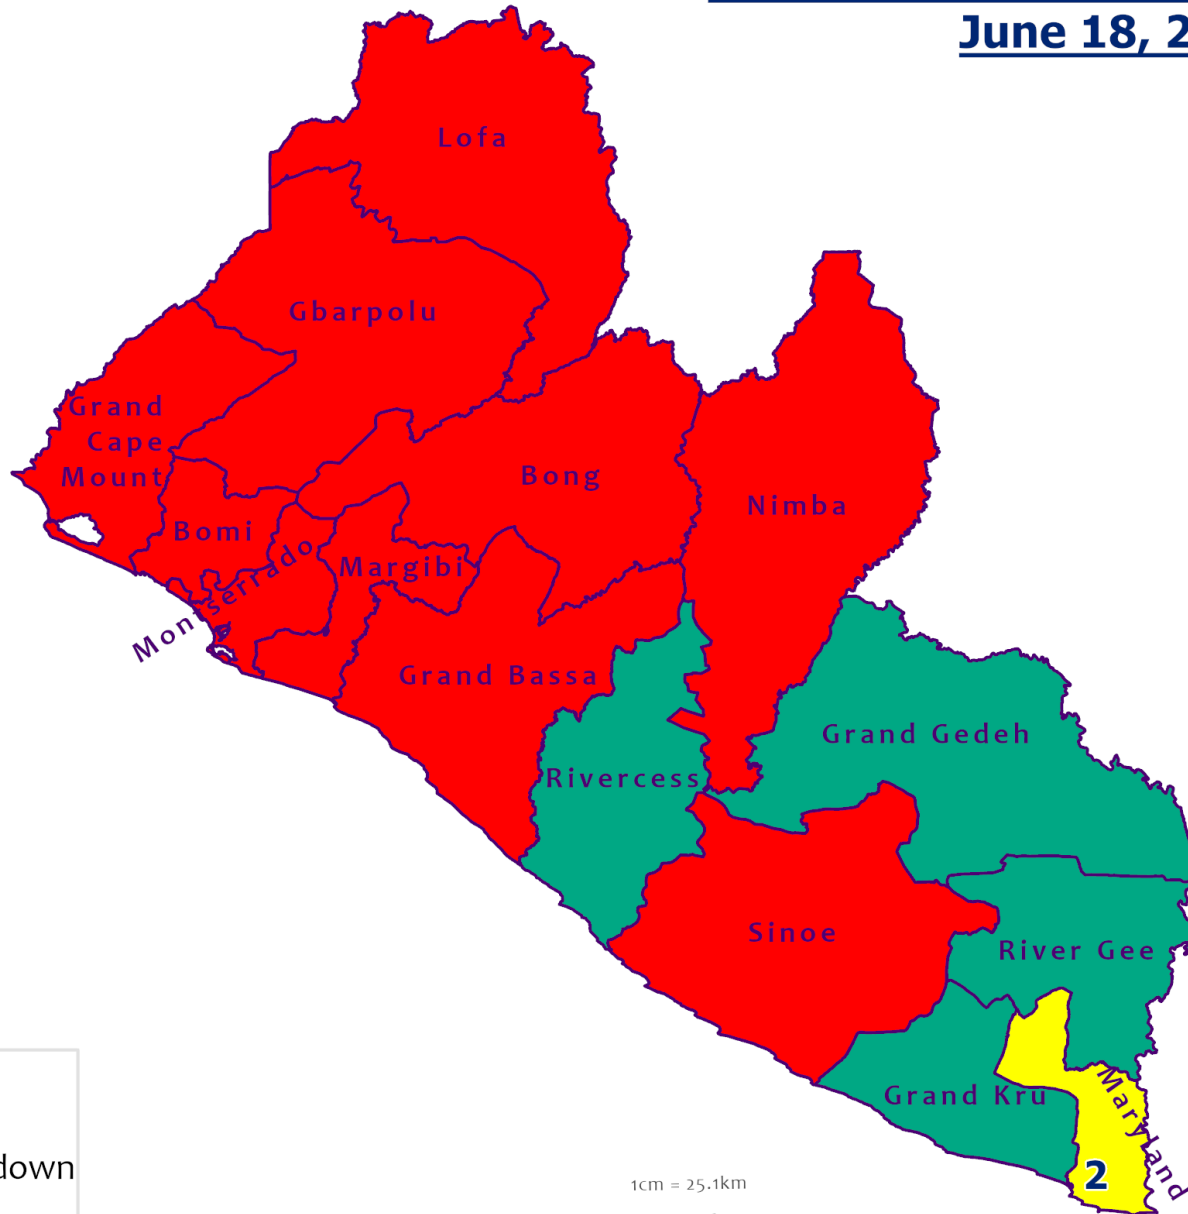 June 18, 2
Lofa
Gbarpolu
Grand
Cape
Mount
Bong
Nimba
Bomi
Montserrado
Margibi
Grand Bassa
Grand Gedeh
Rivercess
Sinoe
River Gee
Grand Kru
Maryland
2
down
1cm = 25.1km